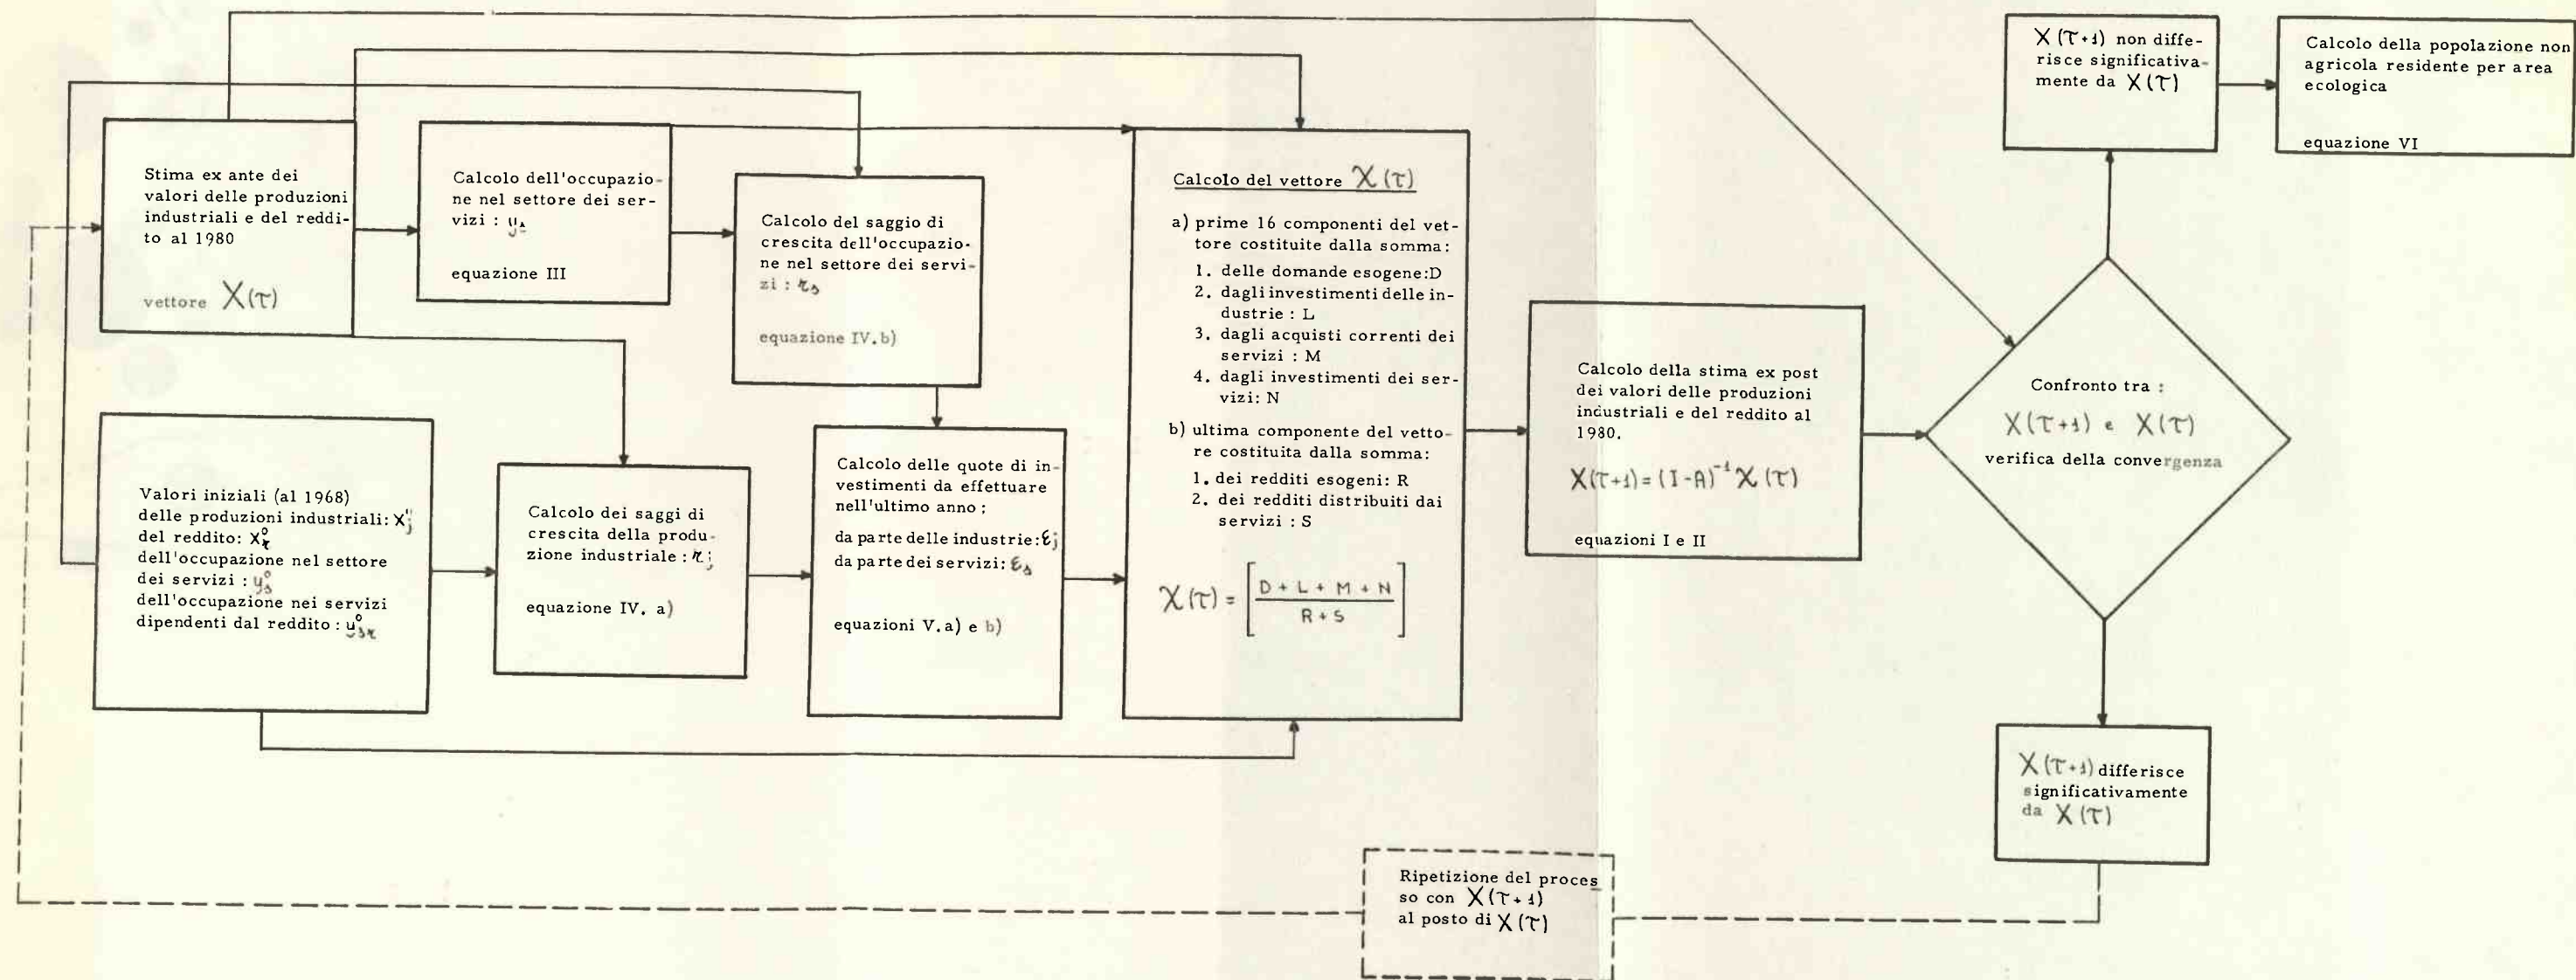 Stima ex ante dei
valori delle produzioni
industriali e del reddi-
to al 1980
vettore X(τ)
Calcolo dell'occupazio-
ne nel settore dei ser-
vizi : yₛ
equazione III
Calcolo del saggio di
crescita dell'occupazio-
ne nel settore dei servi-
zi : rₛ
equazione IV.b)
Valori iniziali (al 1968)
delle produzioni industriali: Xⱼ°
del reddito: Xᵣ°
dell'occupazione nel settore
dei servizi : yₛ°
dell'occupazione nei servizi
dipendenti dal reddito : yₛᵣ°
Calcolo dei saggi di
crescita della produ-
zione industriale : rⱼ
equazione IV. a)
Calcolo delle quote di in-
vestimenti da effettuare
nell'ultimo anno :
da parte delle industrie: εⱼ
da parte dei servizi: εₛ
equazioni V.a) e b)
Calcolo del vettore χ(τ)
a) prime 16 componenti del vet-
tore costituite dalla somma:
1. delle domande esogene:D
2. dagli investimenti delle in-
dustrie : L
3. dagli acquisti correnti dei
servizi : M
4. dagli investimenti dei ser-
vizi: N
b) ultima componente del vetto-
re costituita dalla somma:
1. dei redditi esogeni: R
2. dei redditi distribuiti dai
servizi : S
χ(τ) = [D + L + M + N / R + S]
Calcolo della stima ex post
dei valori delle produzioni
industriali e del reddito al
1980.
X(τ+1) = (I-A)⁻¹ χ(τ)
equazioni I e II
Confronto tra :
X(τ+1) e X(τ)
verifica della convergenza
X(τ+1) non diffe-
risce significativa-
mente da X(τ)
Calcolo della popolazione non
agricola residente per area
ecologica
equazione VI
X(τ+1) differisce
significativamente
da X(τ)
Ripetizione del proces
so con X(τ+1)
al posto di X(τ)